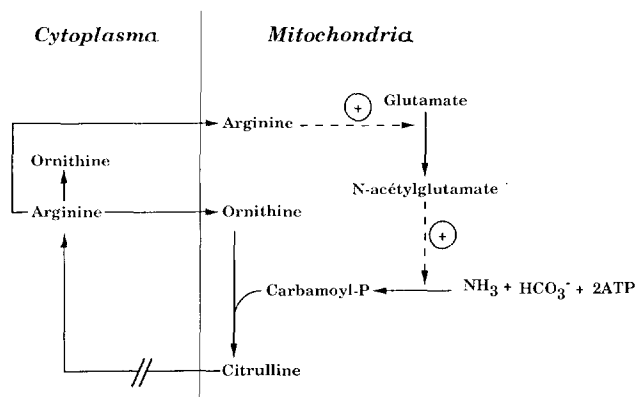 Cytoplasma
Mitochondria
Glutamate
+
Arginine
Ornithine
N-acétylglutamate
Arginine
Ornithine
+
Carbamoyl-P
NH3 + HCO3- + 2ATP
Citrulline